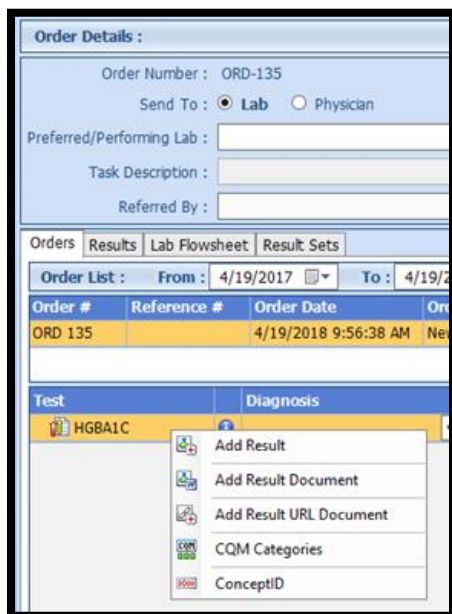 Order Details :
Order Number : ORD-135
Send To : Lab Physician
Preferred/Performing Lab :
Task Description :
Referred By :
Orders Results Lab Flowsheet Result Sets
Order List : From : 4/19/2017 To : 4/19/2
Order # Reference # Order Date Ord
ORD 135 4/19/2018 9:56:38 AM Ne
Test Diagnosis
HGBA1C
Add Result
Add Result Document
Add Result URL Document
CQM CQM Categories
ConceptID